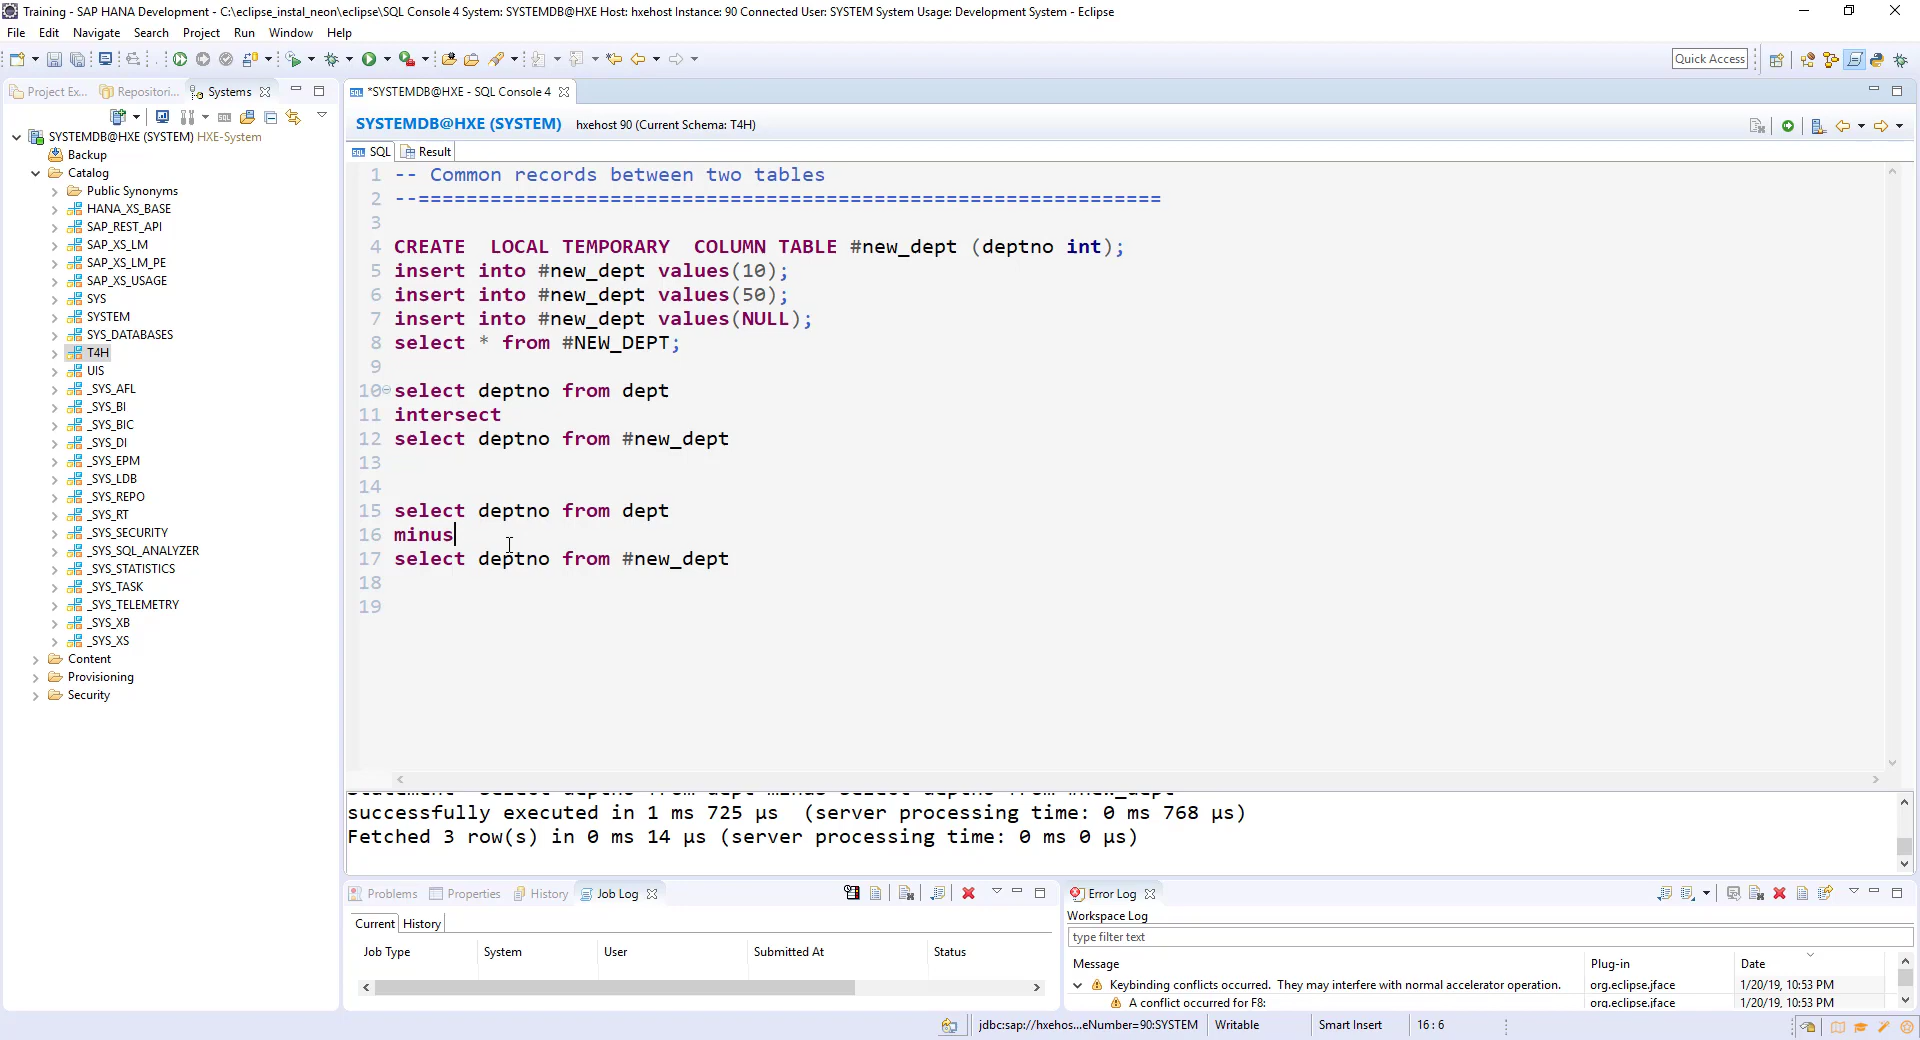 Training - SAP HANA Development - C:\eclipse_instal_neon\eclipse\SQL Console 4 System: SYSTEMDB@HXE Host: hxehost Instance: 90 Connected User: SYSTEM System Usage: Development System - Eclipse
File Edit Navigate Search Project Run Window Help
Quick Access
Project Ex... Repositori... Systems
*SYSTEMDB@HXE - SQL Console 4
SYSTEMDB@HXE (SYSTEM) HXE-System
Backup
Catalog
Public Synonyms
HANA_XS_BASE
SAP_REST_API
SAP_XS_LM
SAP_XS_LM_PE
SAP_XS_USAGE
SYS
SYSTEM
SYS_DATABASES
T4H
UIS
_SYS_AFL
_SYS_BI
_SYS_BIC
_SYS_DI
_SYS_EPM
_SYS_LDB
_SYS_REPO
_SYS_RT
_SYS_SECURITY
_SYS_SQL_ANALYZER
_SYS_STATISTICS
_SYS_TASK
_SYS_TELEMETRY
_SYS_XB
_SYS_XS
Content
Provisioning
Security
SYSTEMDB@HXE (SYSTEM) hxehost 90 (Current Schema: T4H)
SQL Result
1 -- Common records between two tables
2 --==============================================================
3
4 CREATE  LOCAL TEMPORARY  COLUMN TABLE #new_dept (deptno int);
5 insert into #new_dept values(10);
6 insert into #new_dept values(50);
7 insert into #new_dept values(NULL);
8 select * from #NEW_DEPT;
9
10 select deptno from dept
11 intersect
12 select deptno from #new_dept
13
14
15 select deptno from dept
16 minus
17 select deptno from #new_dept
18
19
Statement 'select deptno from dept minus select deptno from #new_dept'
successfully executed in 1 ms 725 µs  (server processing time: 0 ms 768 µs)
Fetched 3 row(s) in 0 ms 14 µs (server processing time: 0 ms 0 µs)
Problems Properties History Job Log
Current History
Job Type System User Submitted At Status
Error Log
Workspace Log
type filter text
Message Plug-in Date
Keybinding conflicts occurred.  They may interfere with normal accelerator operation. org.eclipse.jface 1/20/19, 10:53 PM
A conflict occurred for F8: org.eclipse.jface 1/20/19, 10:53 PM
jdbc:sap://hxehos...eNumber=90:SYSTEM Writable Smart Insert 16 : 6